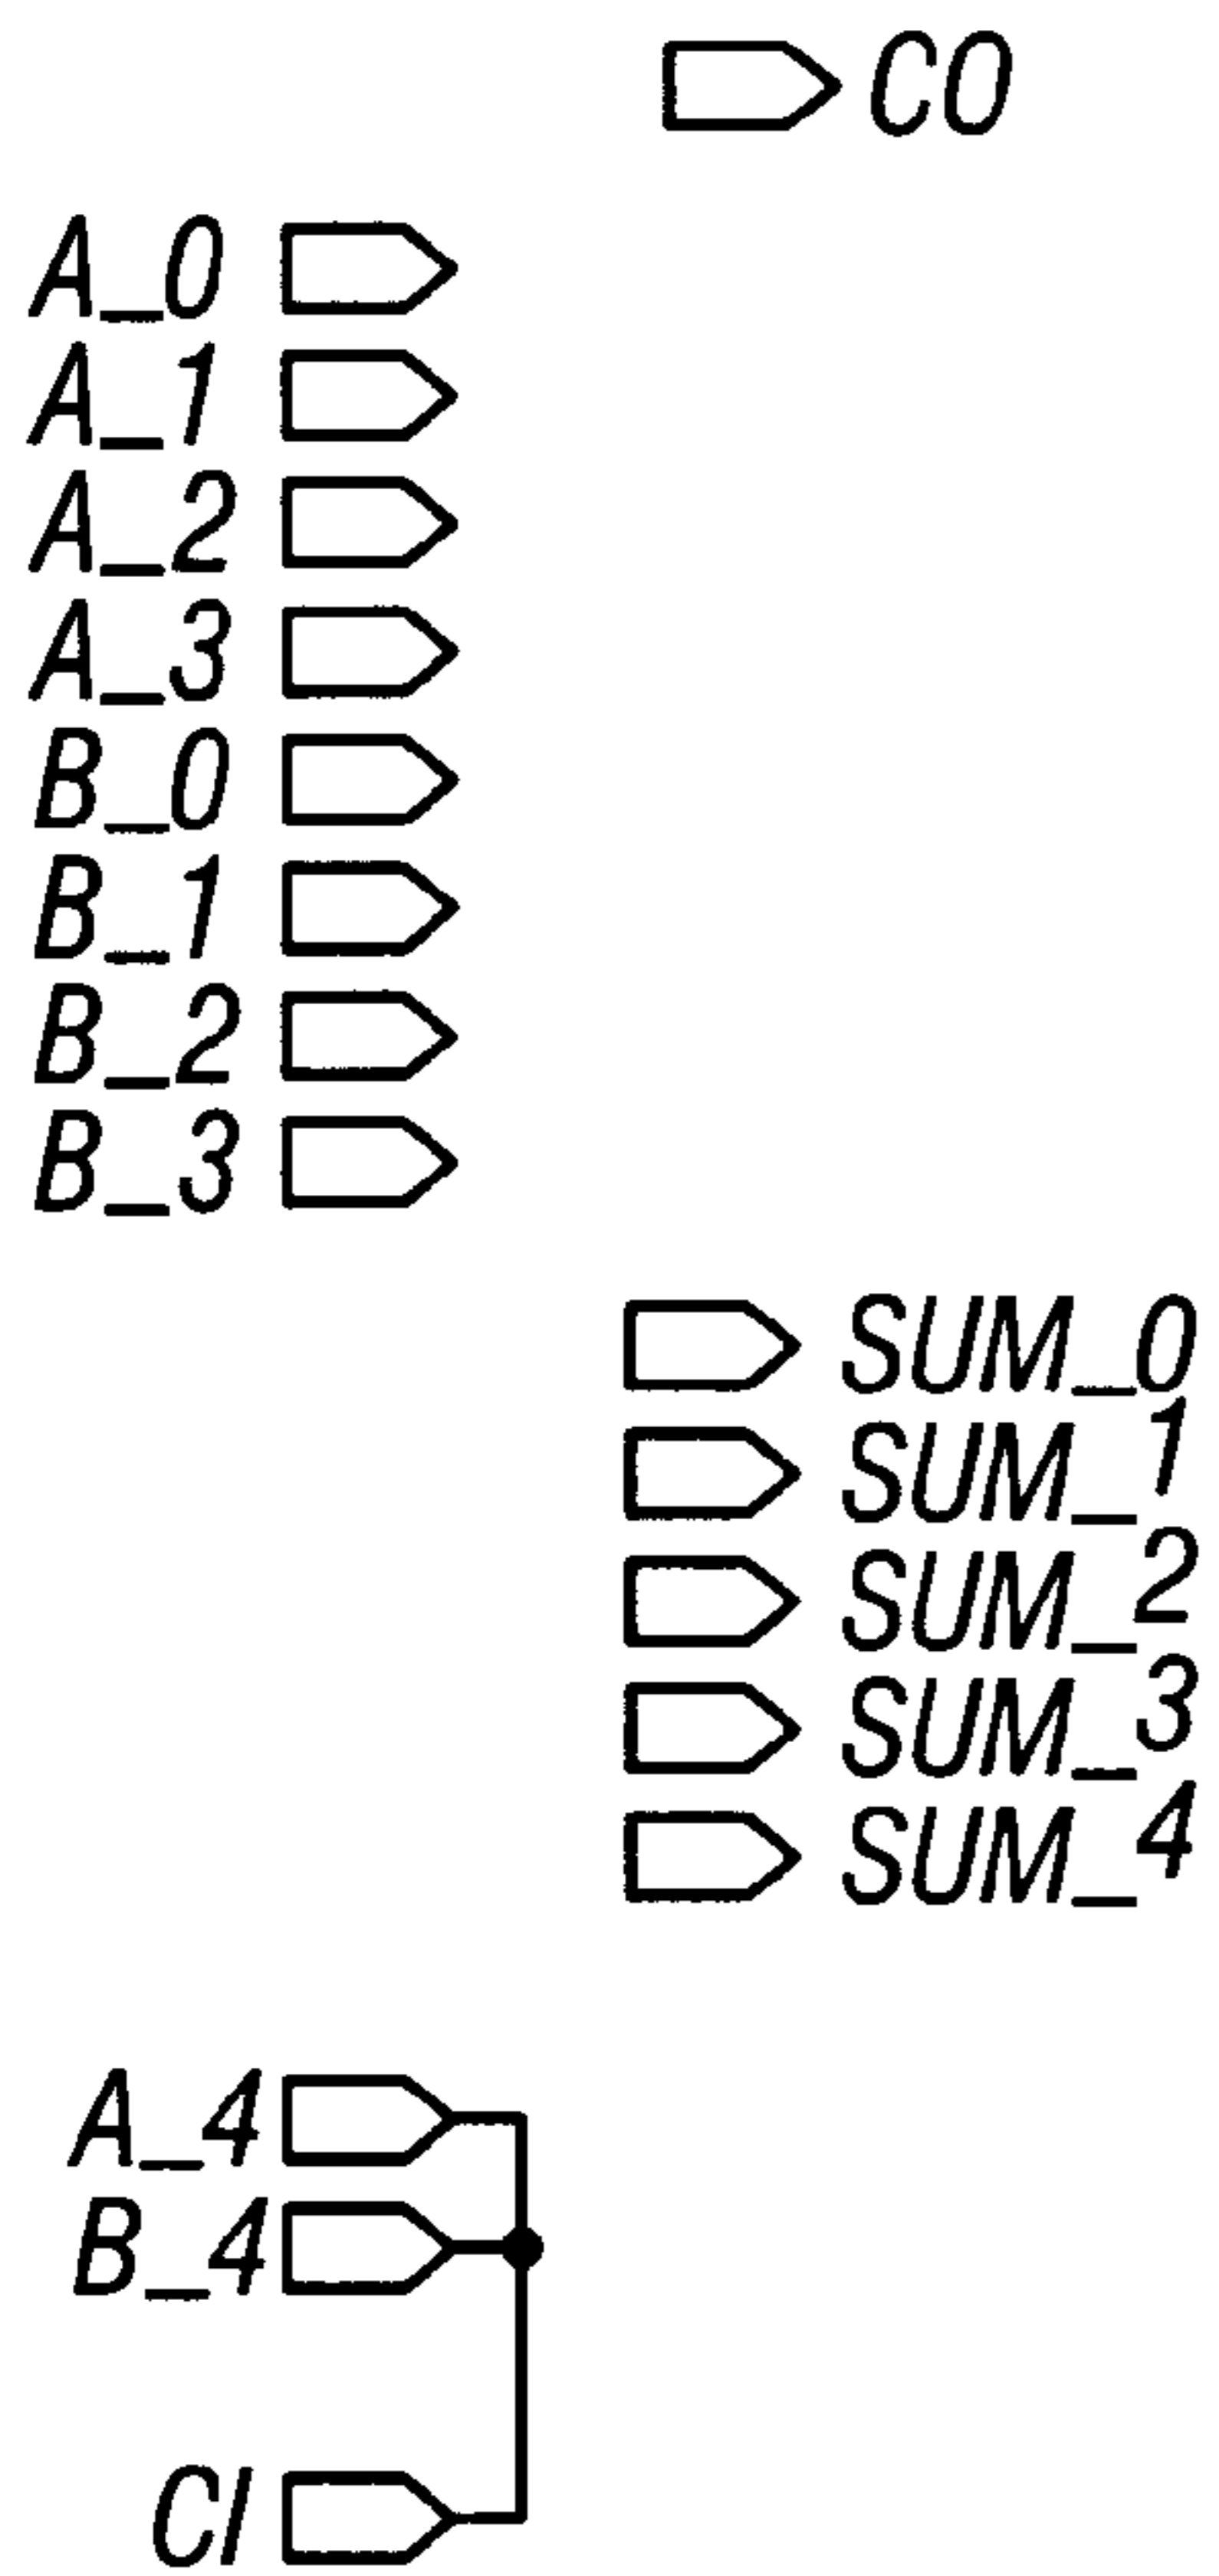 CO
A_0
A_1
A_2
A_3
B_0
B_1
B_2
B_3
SUM_0
SUM_1
SUM_2
SUM_3
SUM_4
A_4
B_4
CI